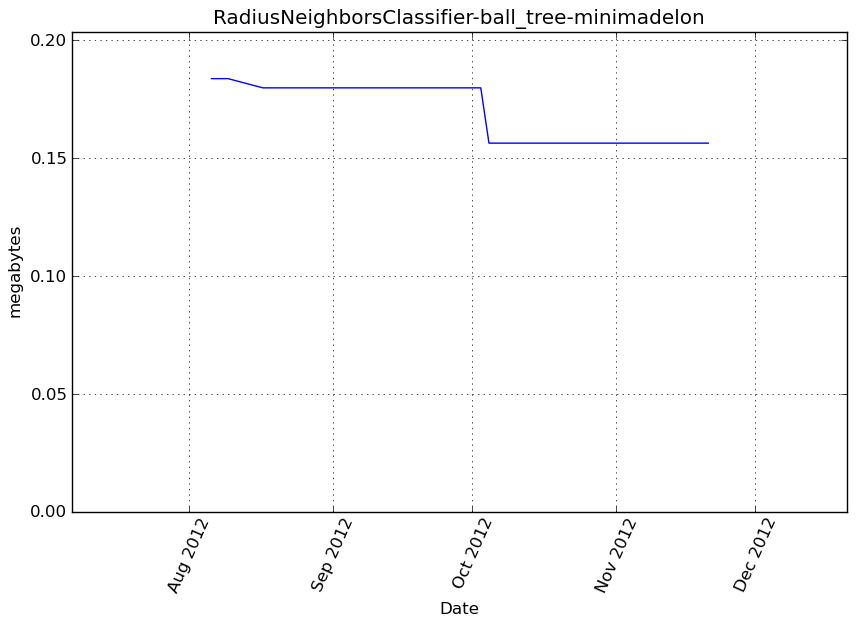 RadiusNeighborsClassifier-ball_tree-minimadelon
0.20
0.15
0.10
0.05
0.00
megabytes
Aug 2012
Sep 2012
Oct 2012
Nov 2012
Dec 2012
Date